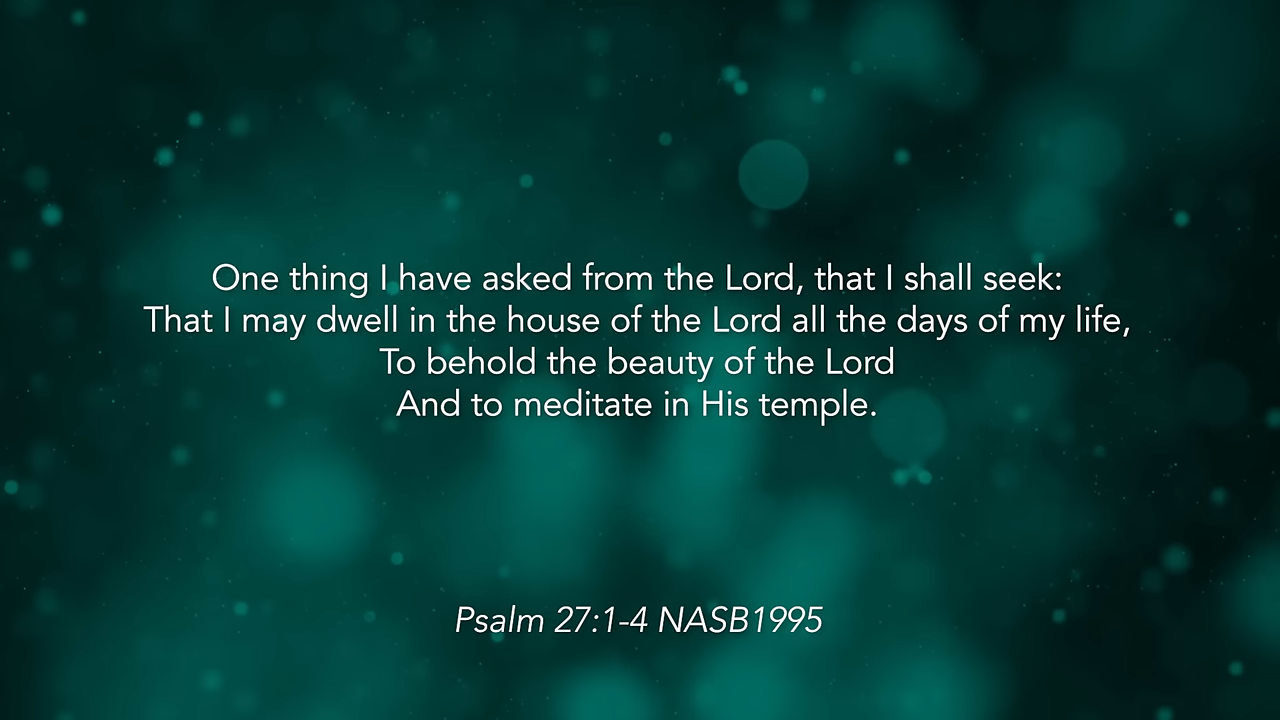 One thing I have asked from the Lord, that I shall seek:
That I may dwell in the house of the Lord all the days of my life,
To behold the beauty of the Lord
And to meditate in His temple.
Psalm 27:1-4 NASB1995